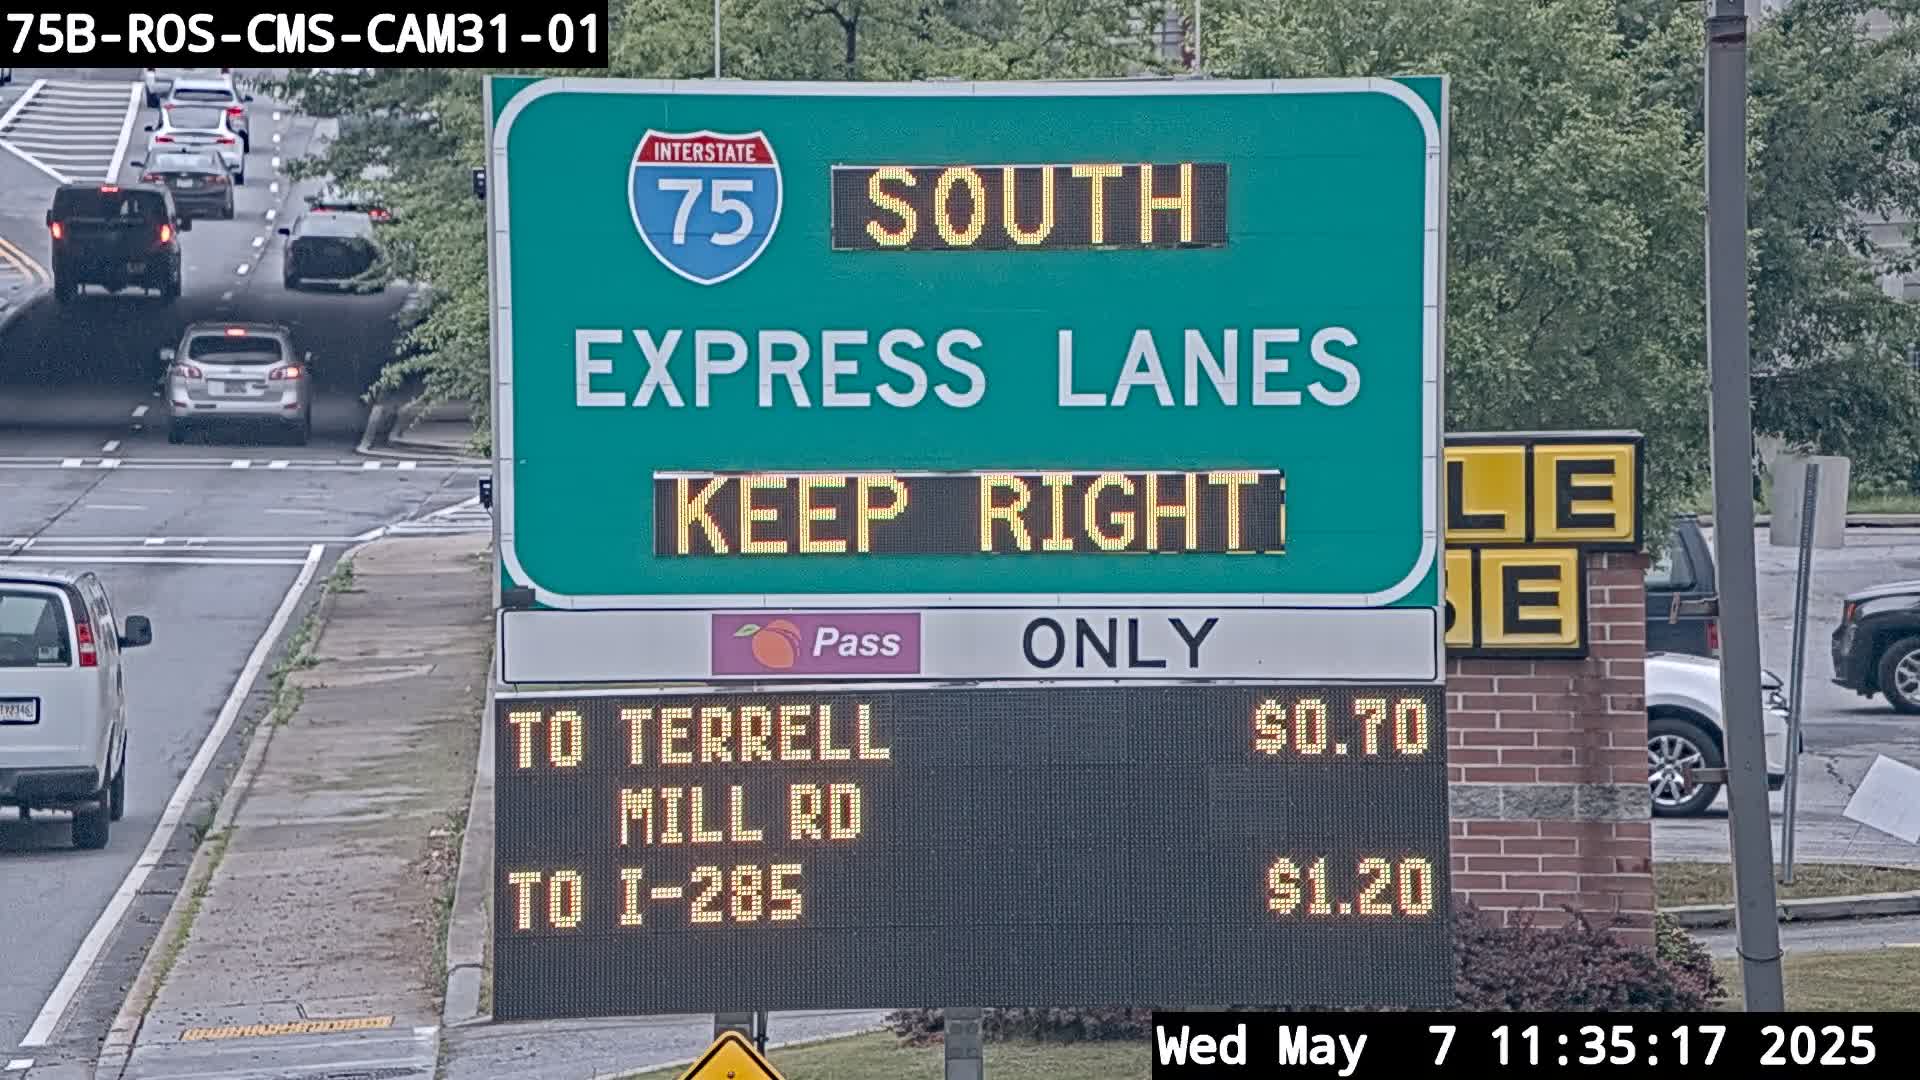 75B-ROS-CMS-CAM31-01
INTERSTATE
75
SOUTH
EXPRESS LANES
KEEP RIGHT
Pass ONLY
TO TERRELL $0.70
MILL RD
TO I-285 $1.20
LE
E
Wed May 7 11:35:17 2025